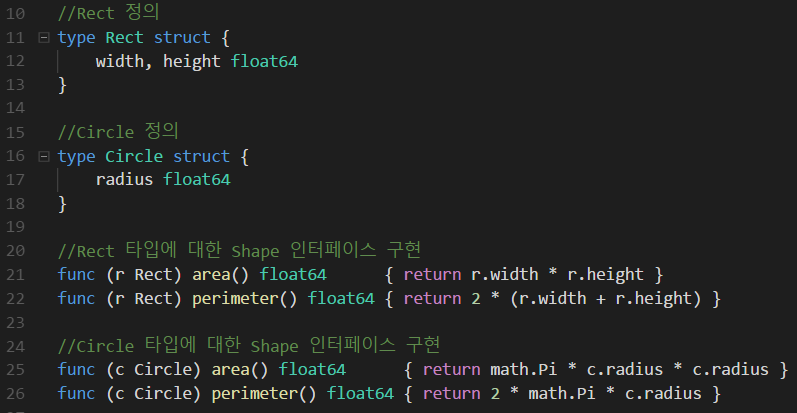 10 //Rect 정의
11 type Rect struct {
12     width, height float64
13 }
14
15 //Circle 정의
16 type Circle struct {
17     radius float64
18 }
19
20 //Rect 타입에 대한 Shape 인터페이스 구현
21 func (r Rect) area() float64      { return r.width * r.height }
22 func (r Rect) perimeter() float64 { return 2 * (r.width + r.height) }
23
24 //Circle 타입에 대한 Shape 인터페이스 구현
25 func (c Circle) area() float64      { return math.Pi * c.radius * c.radius }
26 func (c Circle) perimeter() float64 { return 2 * math.Pi * c.radius }